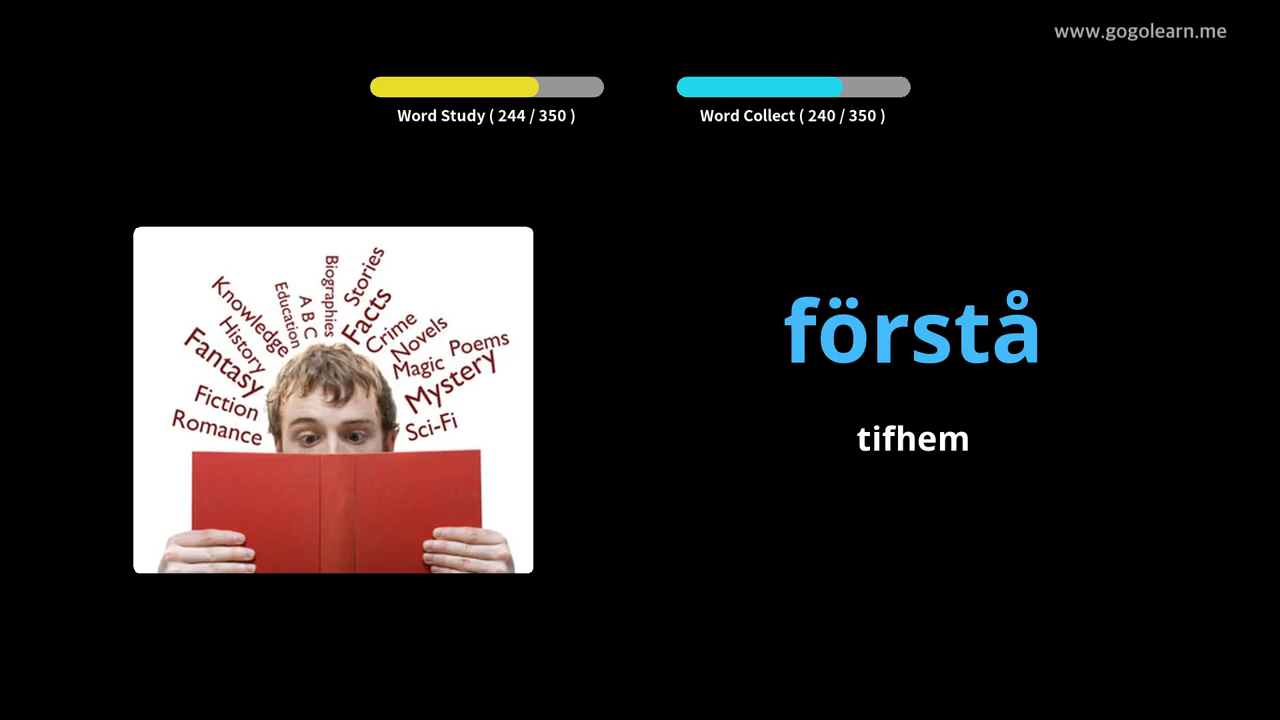 www.gogolearn.me
Word Study ( 244 / 350 )
Word Collect ( 240 / 350 )
Biographies
Stories
Education
A B C
Facts
Knowledge
Crime
History
Novels
Poems
Fantasy
Magic
Mystery
Fiction
Romance
Sci-Fi
förstå
tifhem